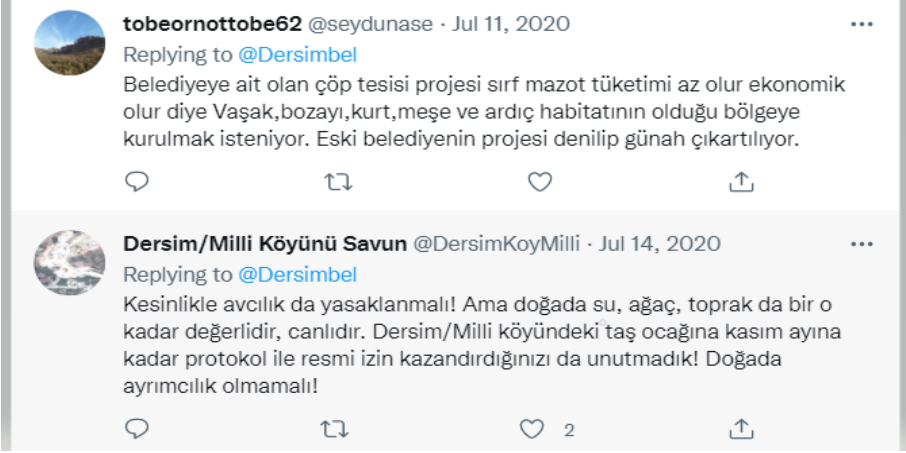 tobeornottobe62 @seydunase · Jul 11, 2020
Replying to @Dersimbel
Belediyeye ait olan çöp tesisi projesi sırf mazot tüketimi az olur ekonomik
olur diye Vaşak,bozayı,kurt,meşe ve ardıç habitatının olduğu bölgeye
kurulmak isteniyor. Eski belediyenin projesi denilip günah çıkartılıyor.
Dersim/Milli Köyünü Savun @DersimKoyMilli · Jul 14, 2020
Replying to @Dersimbel
Kesinlikle avcılık da yasaklanmalı! Ama doğada su, ağaç, toprak da bir o
kadar değerlidir, canlıdır. Dersim/Milli köyündeki taş ocağına kasım ayına
kadar protokol ile resmi izin kazandırdığınızı da unutmadık! Doğada
ayrımcılık olmamalı!
2